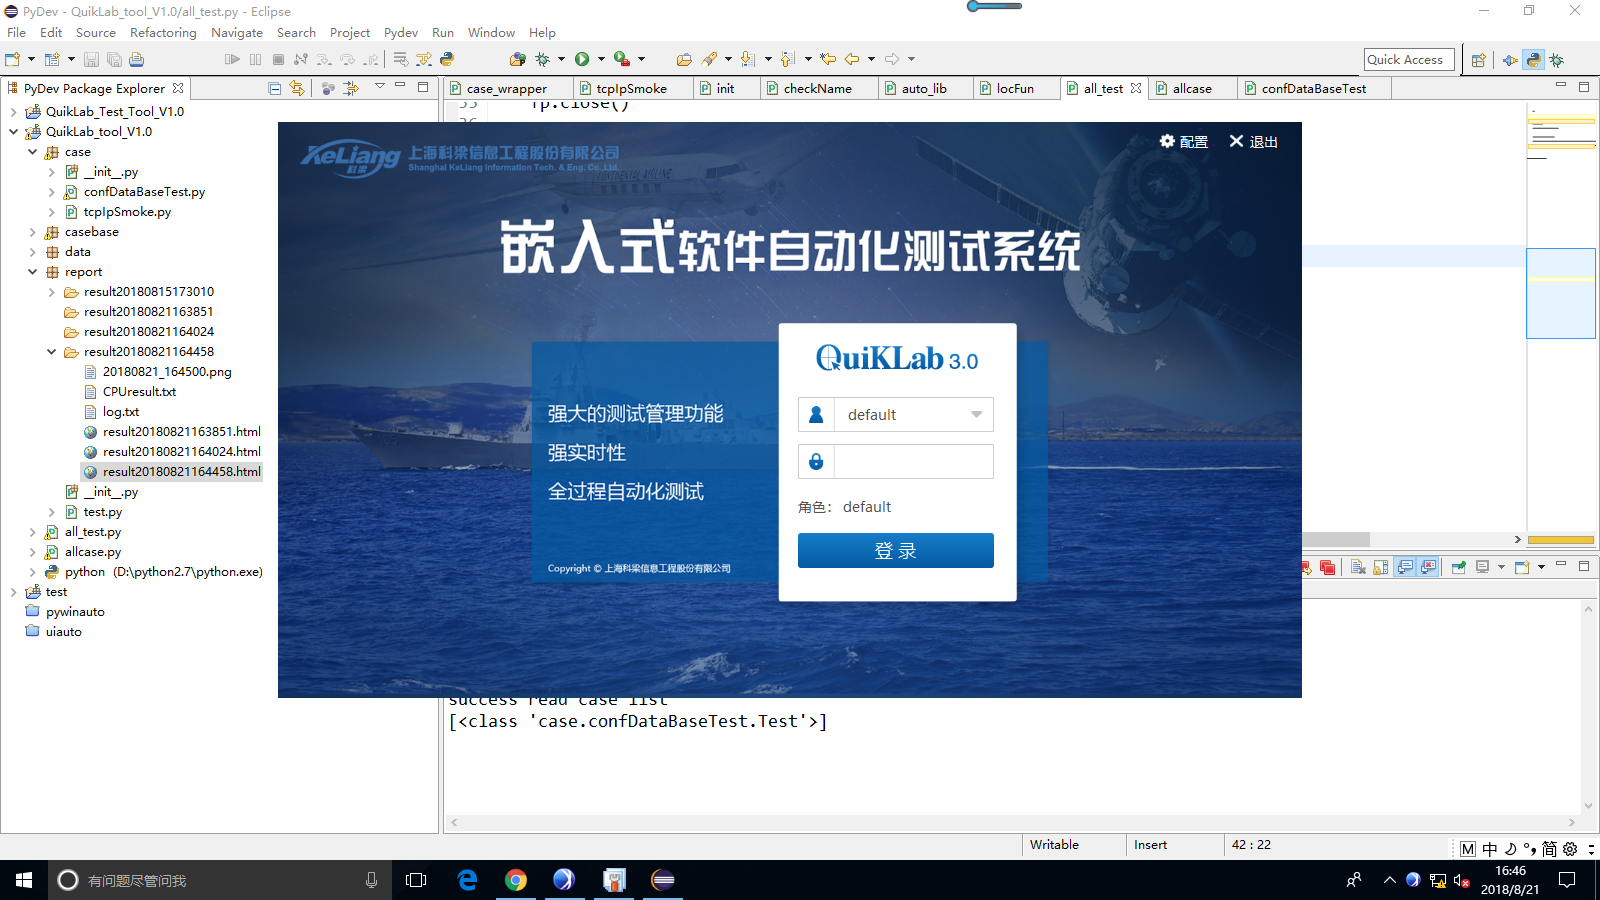 PyDev - QuikLab_tool_V1.0/all_test.py - Eclipse
File Edit Source Refactoring Navigate Search Project Pydev Run Window Help
Quick Access
PyDev Package Explorer
QuikLab_Test_Tool_V1.0
QuikLab_tool_V1.0
case
__init__.py
confDataBaseTest.py
tcpIpSmoke.py
casebase
data
report
result20180815173010
result20180821163851
result20180821164024
result20180821164458
20180821_164500.png
CPUresult.txt
log.txt
result20180821163851.html
result20180821164024.html
result20180821164458.html
__init__.py
test.py
all_test.py
allcase.py
python (D:\python2.7\python.exe)
test
pywinauto
uiauto
case_wrapper tcpIpSmoke init checkName auto_lib locFun all_test allcase confDataBaseTest
35 fp.close()
KeLiang 科梁
上海科梁信息工程股份有限公司
Shanghai KeLiang Information Tech. & Eng. Co.,Ltd.
配置 退出
嵌入式软件自动化测试系统
强大的测试管理功能
强实时性
全过程自动化测试
Copyright © 上海科梁信息工程股份有限公司
QuiKLab 3.0
default
角色: default
登 录
success read case list
[<class 'case.confDataBaseTest.Test'>]
Writable Insert 42 : 22
M 中 简
有问题尽管问我
16:46
2018/8/21